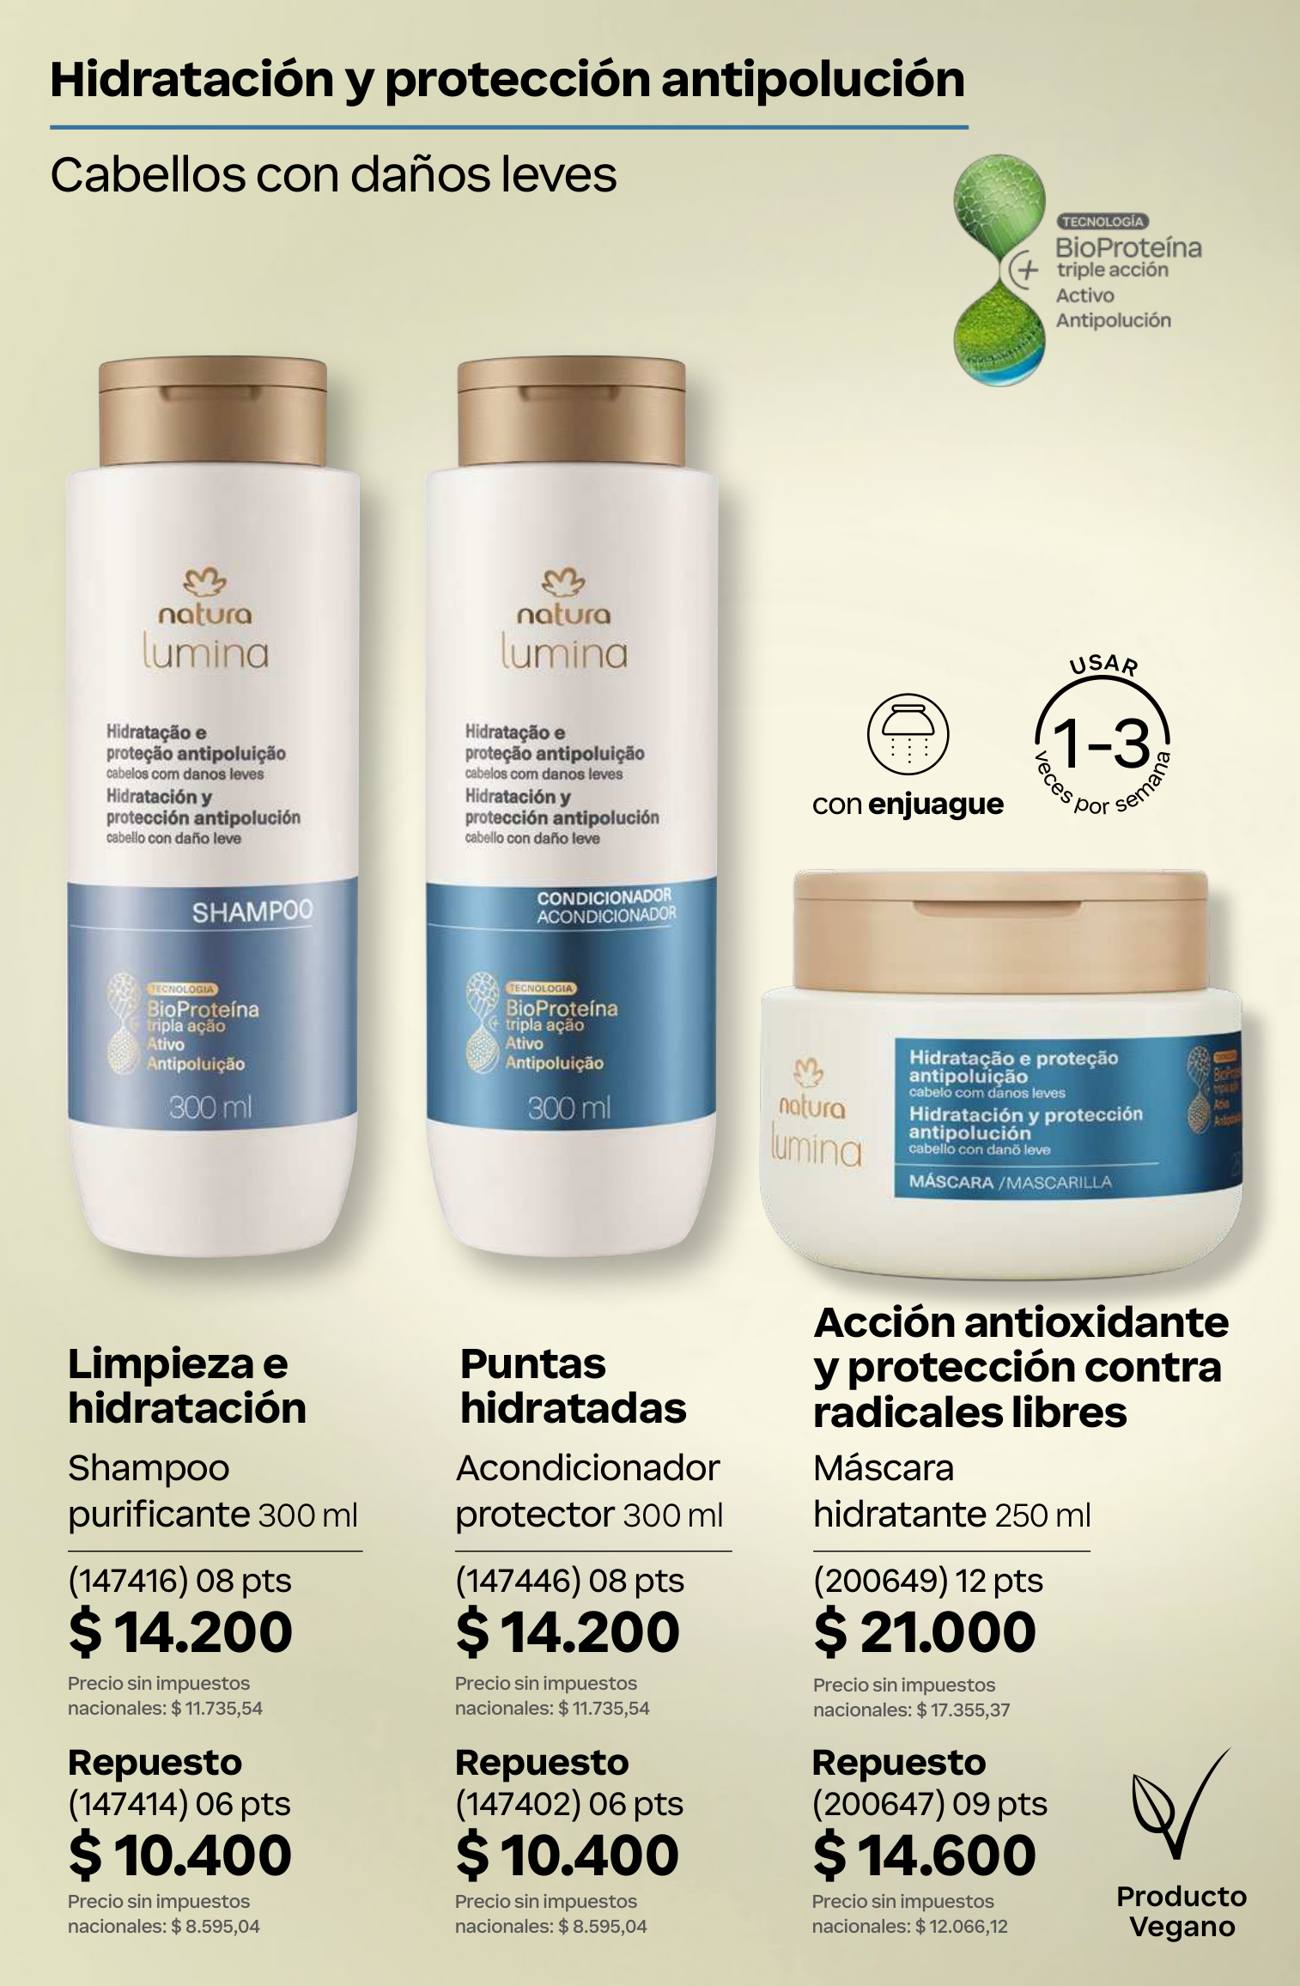 Hidratación y protección antipolución
Cabellos con daños leves
TECNOLOGÍA
BioProteína
triple acción
Activo
Antipolución
natura
lumina
Hidratação e
proteção antipoluição
cabelos com danos leves
Hidratación y
protección antipolución
cabello con daño leve
SHAMPOO
TECNOLOGIA
BioProteína
tripla ação
Ativo
Antipoluição
300 ml
natura
lumina
Hidratação e
proteção antipoluição
cabelos com danos leves
Hidratación y
protección antipolución
cabello con daño leve
CONDICIONADOR
ACONDICIONADOR
TECNOLOGIA
BioProteína
tripla ação
Ativo
Antipoluição
300 ml
con enjuague
USAR
1-3
veces por semana
natura
lumina
Hidratação e proteção
antipoluição
cabelo com danos leves
Hidratación y protección
antipolución
cabello con danõ leve
MÁSCARA / MASCARILLA
Limpieza e
hidratación
Shampoo
purificante 300 ml
(147416) 08 pts
$ 14.200
Precio sin impuestos
nacionales: $ 11.735,54
Repuesto
(147414) 06 pts
$ 10.400
Precio sin impuestos
nacionales: $ 8.595,04
Puntas
hidratadas
Acondicionador
protector 300 ml
(147446) 08 pts
$ 14.200
Precio sin impuestos
nacionales: $ 11.735,54
Repuesto
(147402) 06 pts
$ 10.400
Precio sin impuestos
nacionales: $ 8.595,04
Acción antioxidante
y protección contra
radicales libres
Máscara
hidratante 250 ml
(200649) 12 pts
$ 21.000
Precio sin impuestos
nacionales: $ 17.355,37
Repuesto
(200647) 09 pts
$ 14.600
Precio sin impuestos
nacionales: $ 12.066,12
Producto
Vegano